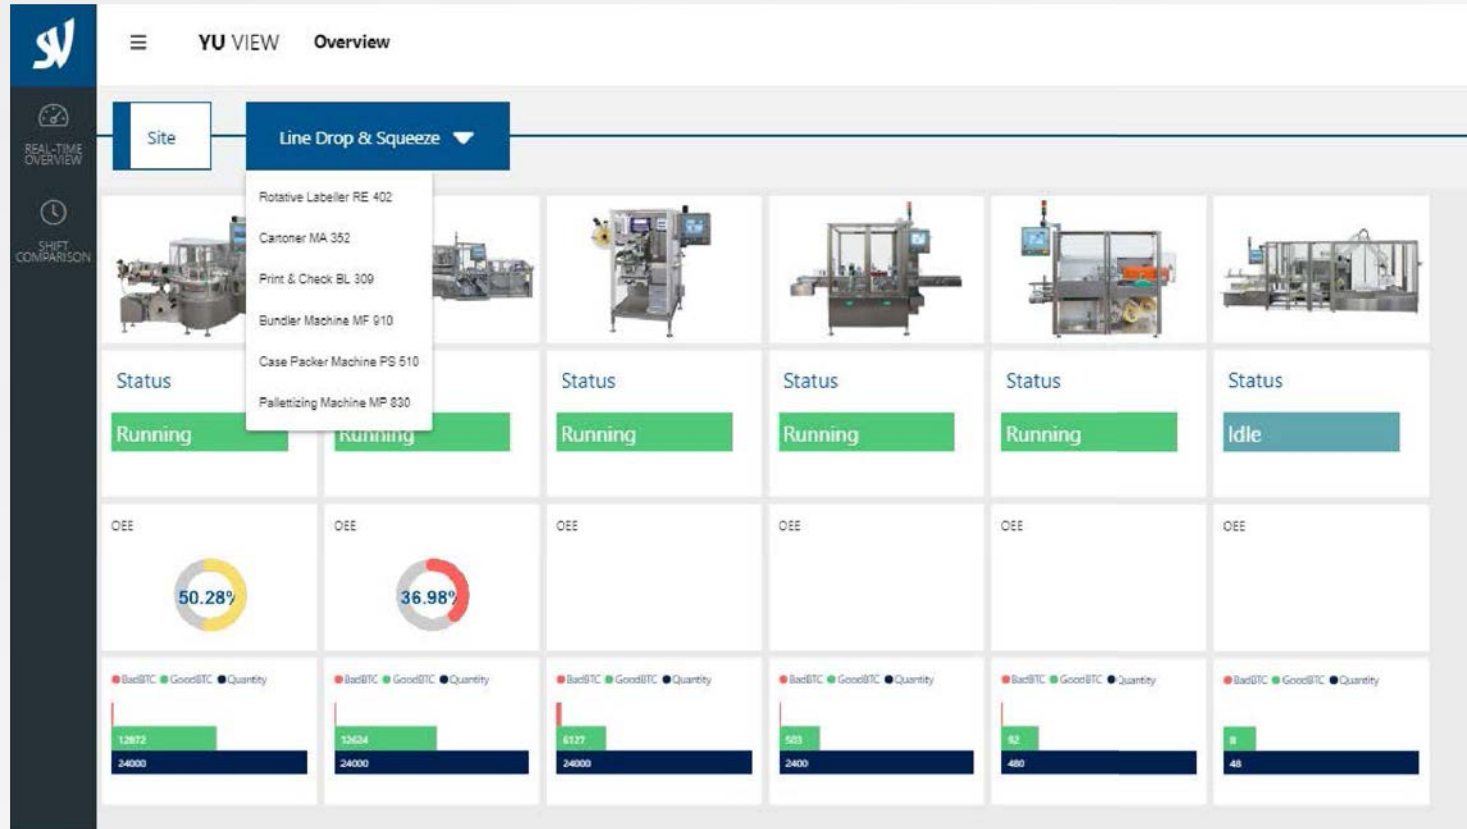 YU VIEW Overview
REAL-TIME
OVERVIEW
SHIFT
COMPARISON
Site
Line Drop & Squeeze
Rotative Labeller RE 402
Cartoner MA 352
Print & Check BL 309
Bundler Machine MF 910
Case Packer Machine PS 510
Pallettizing Machine MP 830
Status Status Status Status Status
Running Running Running Running Running Idle
OEE OEE OEE OEE OEE OEE
50.28% 36.98%
BadBTC GoodBTC Quantity BadBTC GoodBTC Quantity BadBTC GoodBTC Quantity BadBTC GoodBTC Quantity BadBTC GoodBTC Quantity BadBTC GoodBTC Quantity
12872 12624 6127 503 92 8
24000 24000 24000 2400 480 48